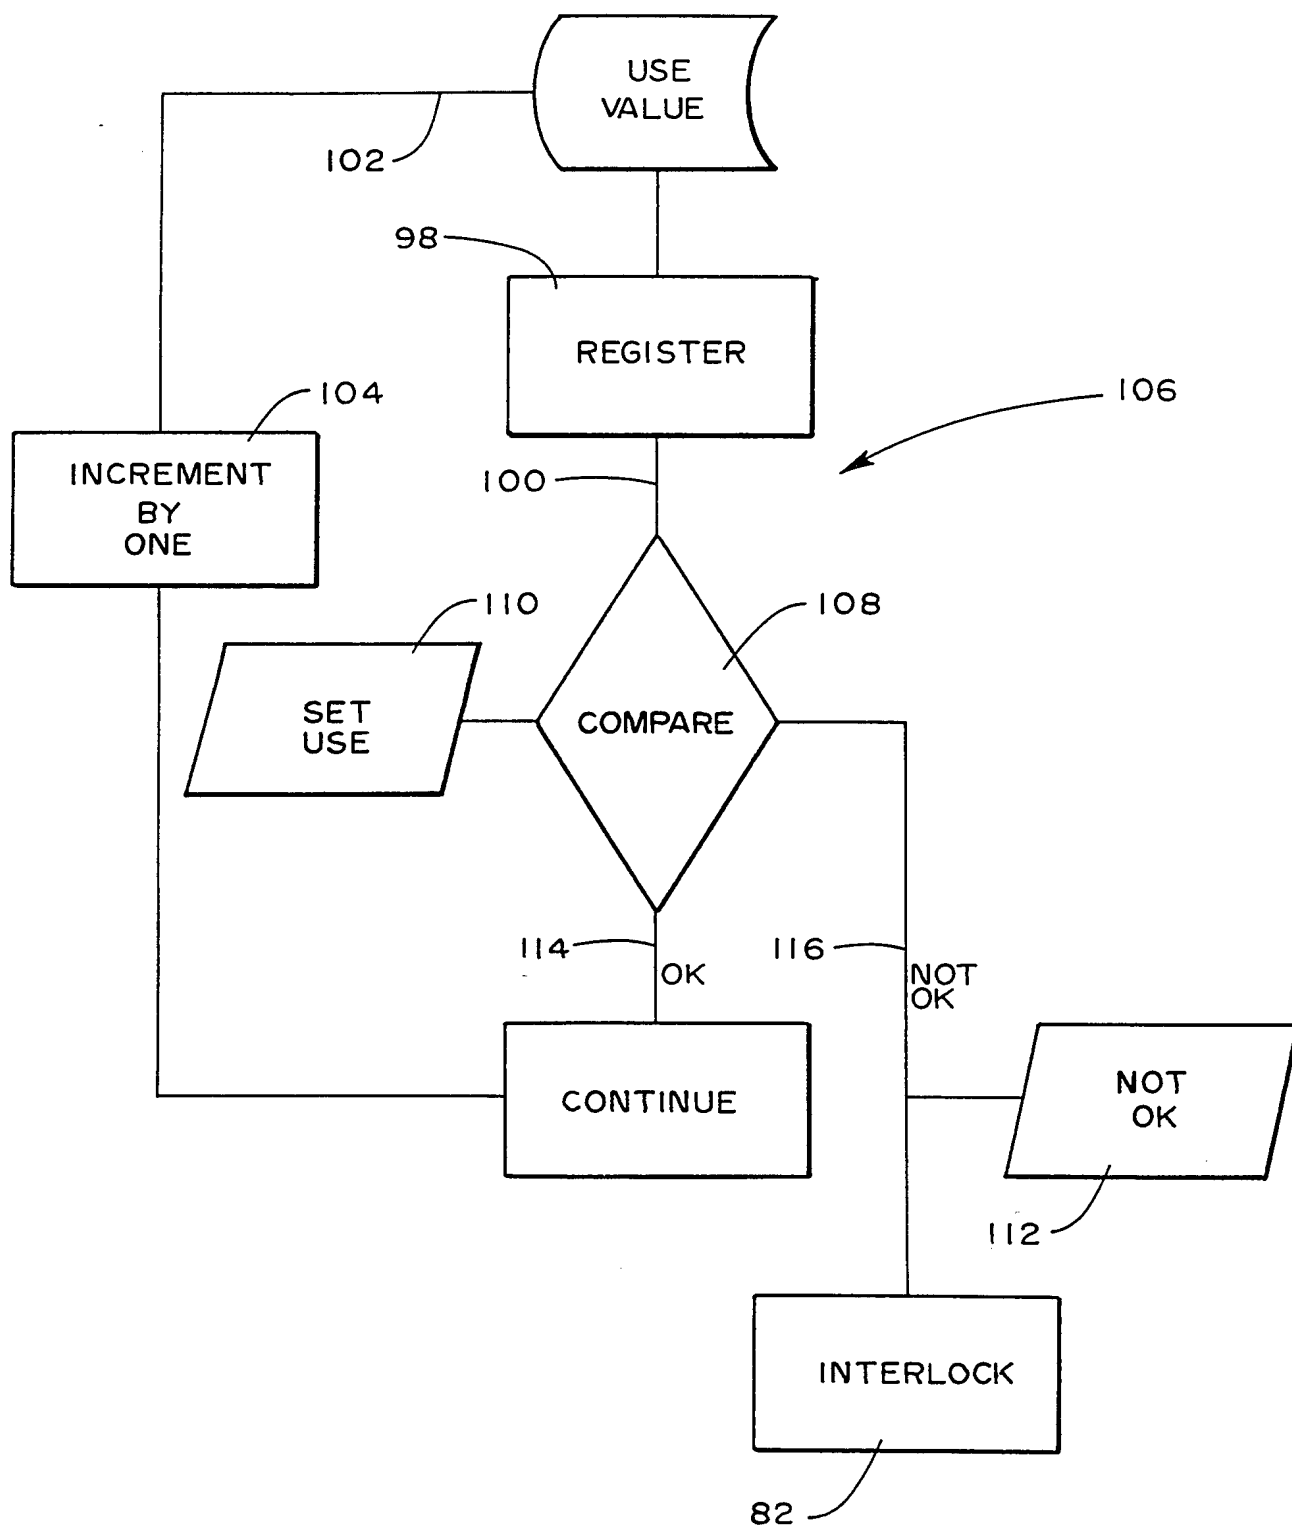 USE
VALUE
102
98
REGISTER
104
106
INCREMENT
BY
ONE
100
110
108
SET
USE
COMPARE
114
OK
116
NOT
OK
CONTINUE
NOT
OK
112
INTERLOCK
82